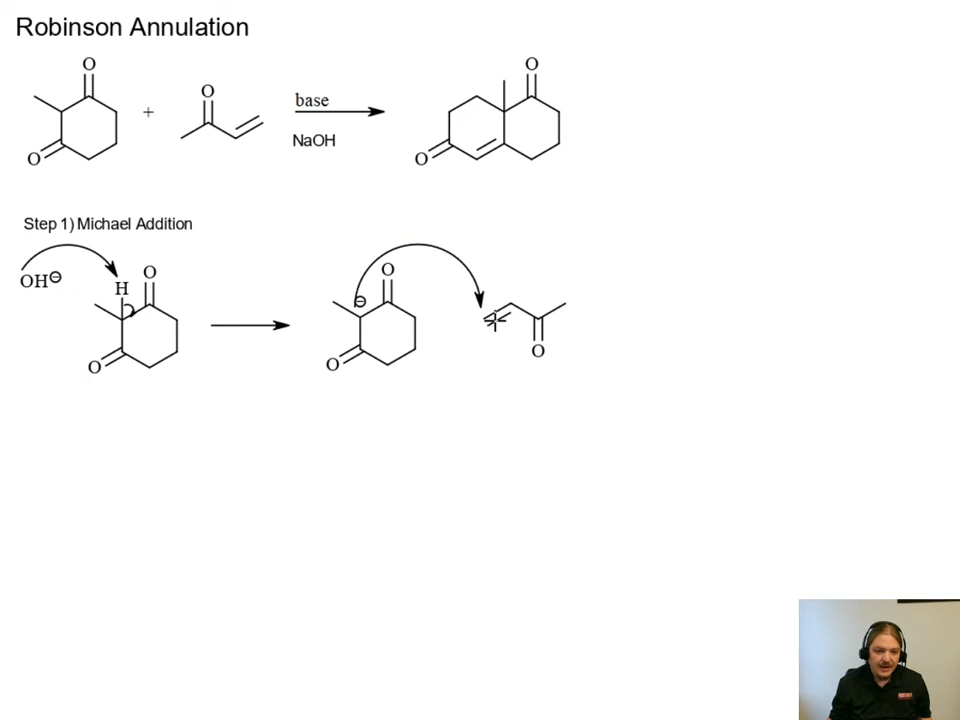 Robinson Annulation
O
O
O
+
base
NaOH
O
O
Step 1) Michael Addition
OH⊖
H
O
O
⊖
O
O
O